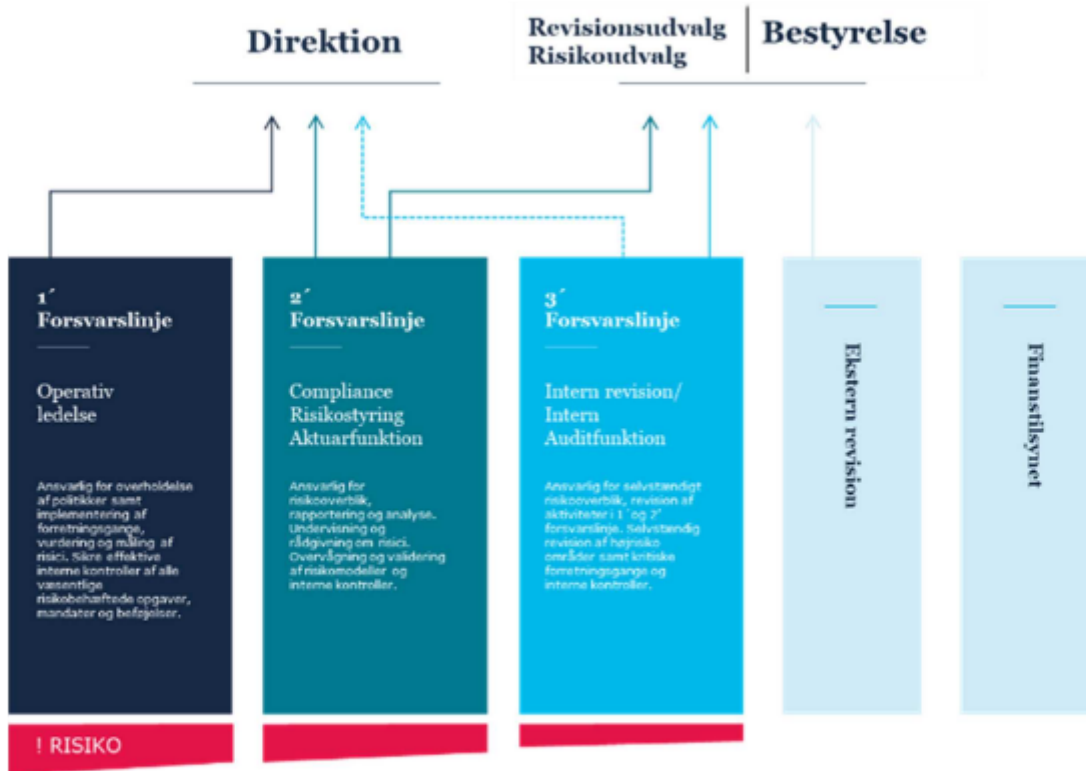 Direktion
Revisionsudvalg
Risikoudvalg
Bestyrelse
1´
Forsvarslinje
Operativ
ledelse
Ansvarlig for overholdelse
af politikker samt
implementering af
forretningsgange,
vurdering og måling af
risici. Sikre effektive
interne kontroller af alle
væsentlige
risikobehæftede opgaver,
mandater og beføjelser.
2´
Forsvarslinje
Compliance
Risikostyring
Aktuarfunktion
Ansvarlig for
risikooverblik,
rapportering og analyse.
Undervisning og
rådgivning om risici.
Overvågning og validering
af risikomodeller og
interne kontroller.
3´
Forsvarslinje
Intern revision/
Intern
Auditfunktion
Ansvarlig for selvstændigt
risikooverblik, revision af
aktiviteter i 1´og 2´
forsvarslinje. Selvstændig
revision af højrisiko
områder samt kritiske
forretningsgange og
interne kontroller.
Ekstern revision
Finanstilsynet
! RISIKO